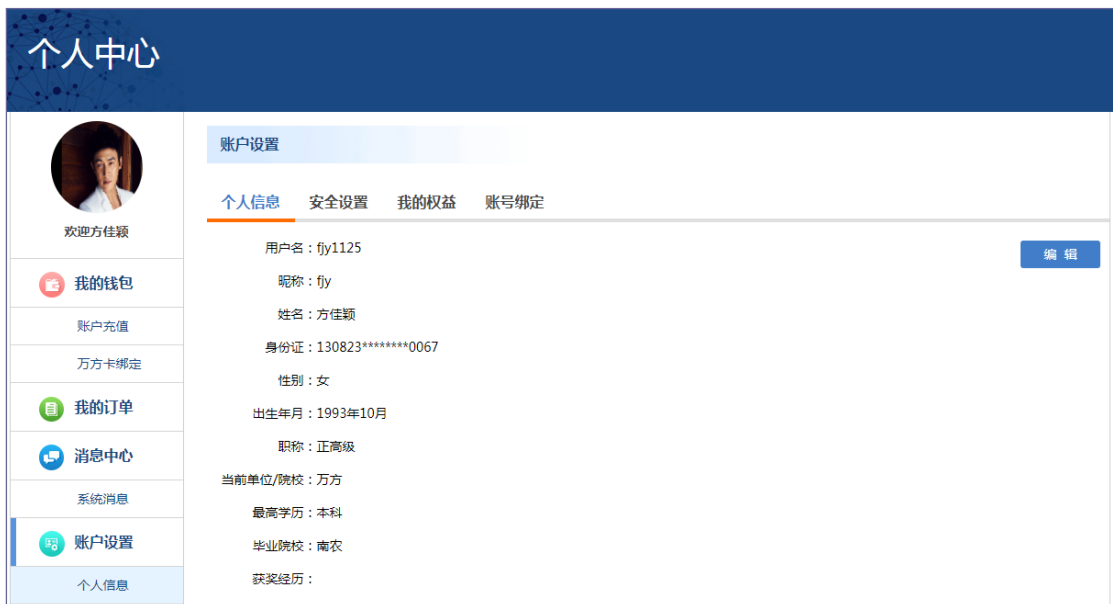 个人中心
欢迎方佳颖
我的钱包
账户充值
万方卡绑定
我的订单
消息中心
系统消息
账户设置
个人信息
账户设置
个人信息 安全设置 我的权益 账号绑定
编 辑
用户名：fjy1125
昵称：fjy
姓名：方佳颖
身份证：130823********0067
性别：女
出生年月：1993年10月
职称：正高级
当前单位/院校：万方
最高学历：本科
毕业院校：南农
获奖经历：